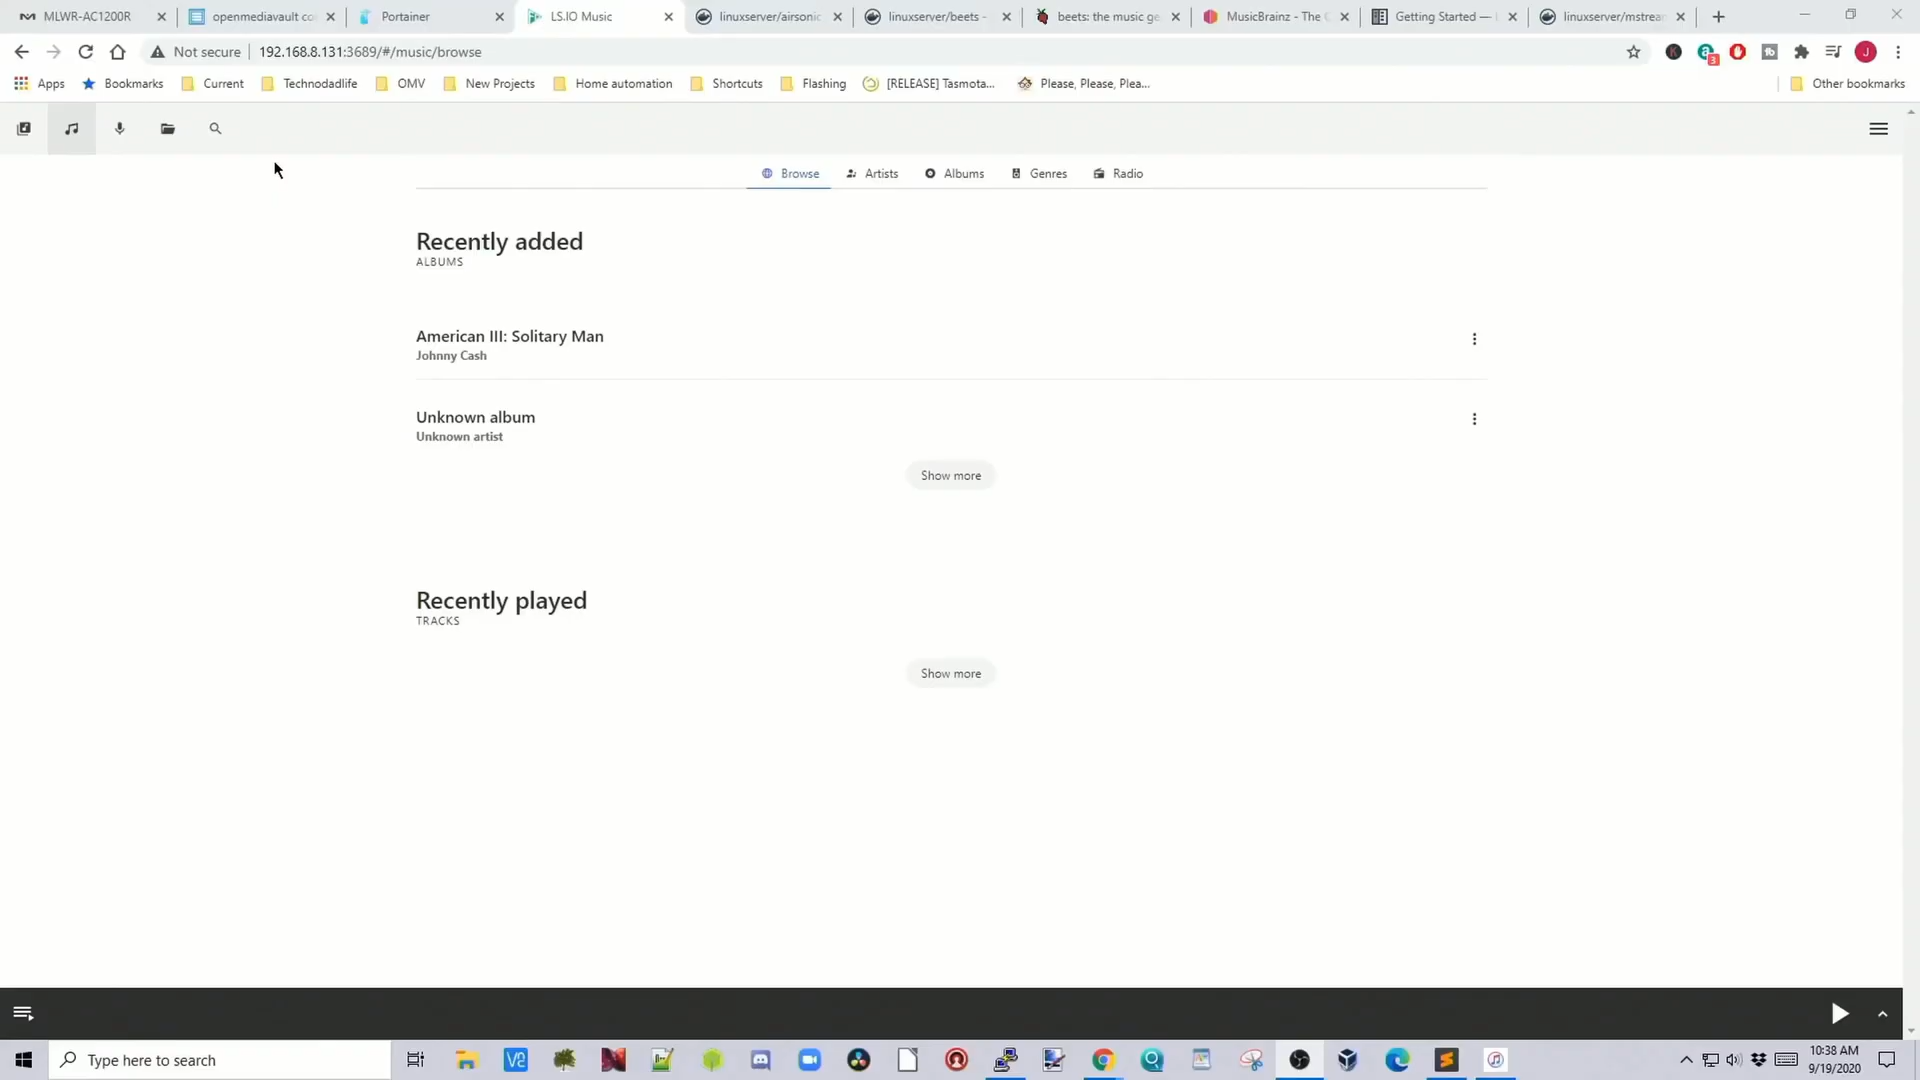 MLWR-AC1200R
openmediavault co
Portainer
LS.IO Music
linuxserver/airsonic
linuxserver/beets -
beets: the music ge
MusicBrainz - The
Getting Started —
linuxserver/mstrea
Not secure
192.168.8.131:3689/#/music/browse
Apps
Bookmarks
Current
Technodadlife
OMV
New Projects
Home automation
Shortcuts
Flashing
[RELEASE] Tasmota...
Please, Please, Plea...
Other bookmarks
Browse
Artists
Albums
Genres
Radio
Recently added
ALBUMS
American III: Solitary Man
Johnny Cash
Unknown album
Unknown artist
Show more
Recently played
TRACKS
Show more
Type here to search
10:38 AM
9/19/2020